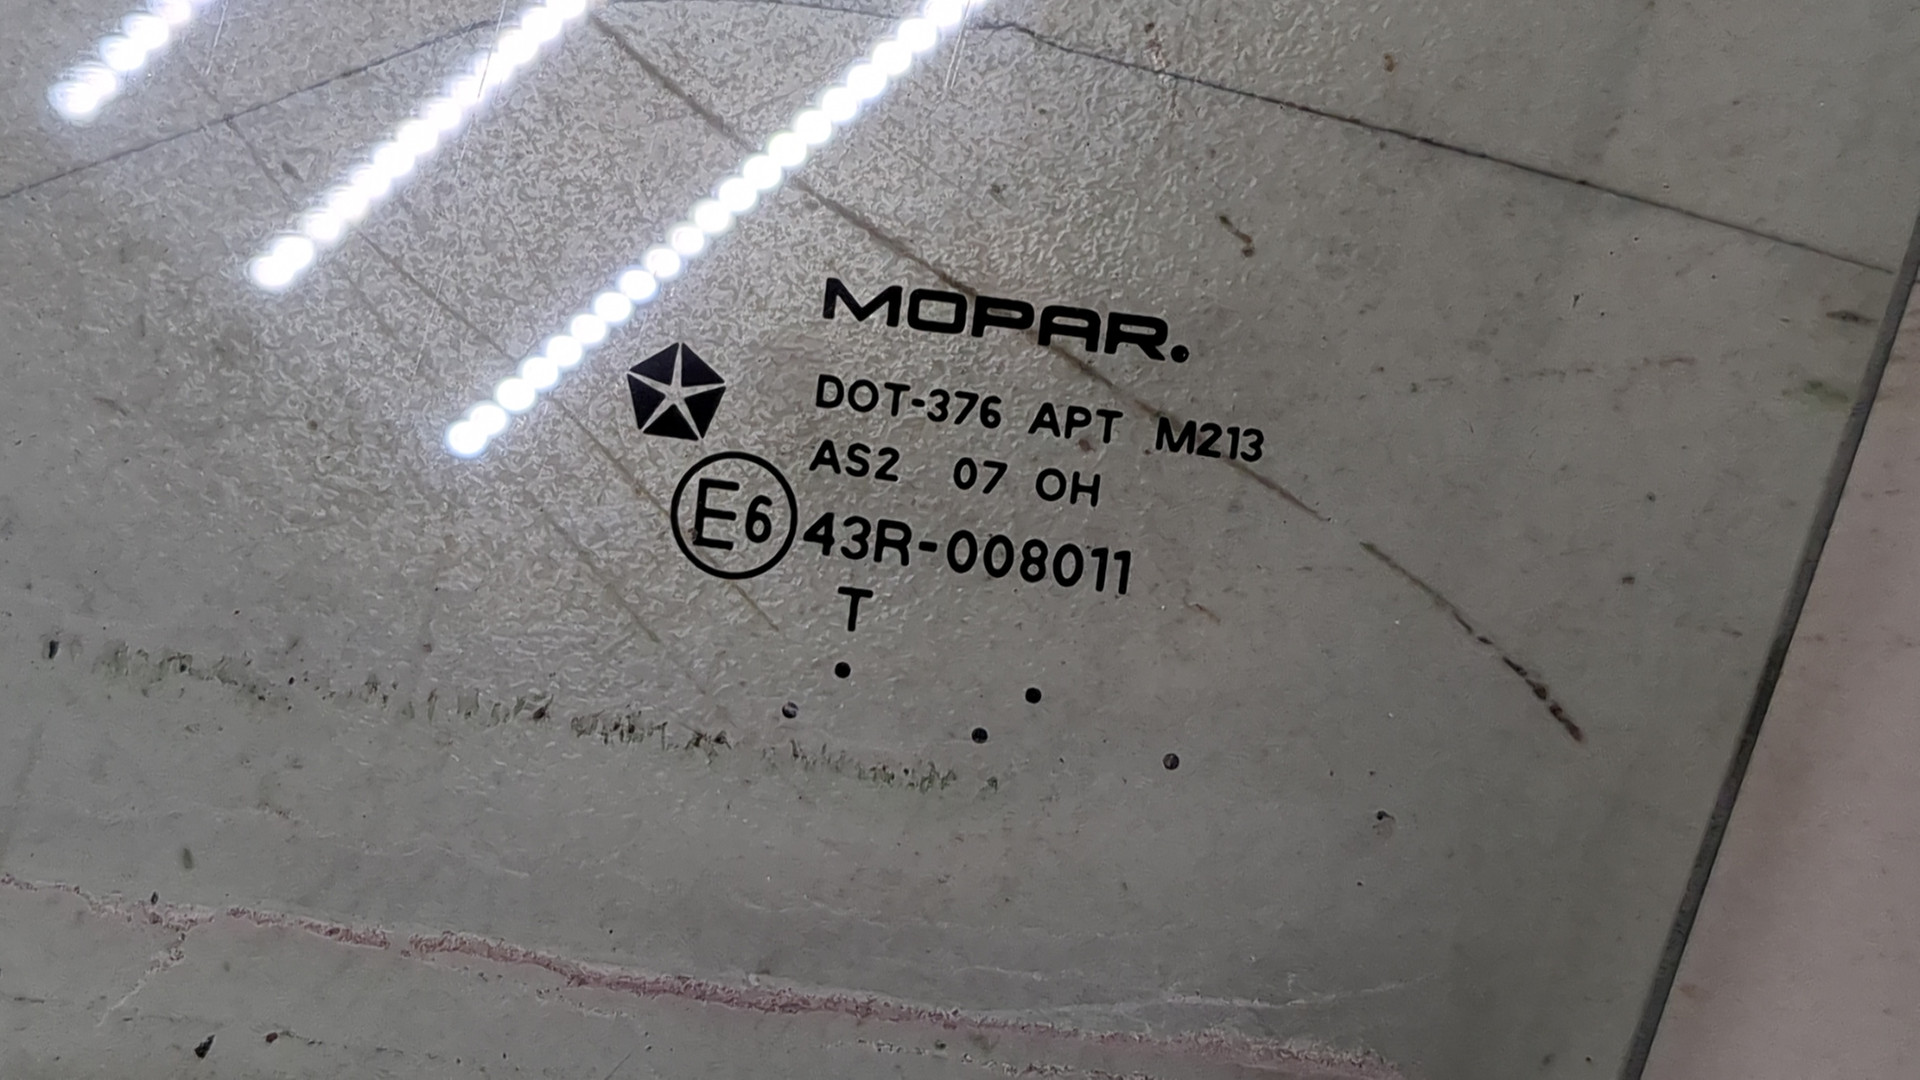 MOPAR.
DOT-376 APT M213
AS2 07 OH
E6 43R-008011
T